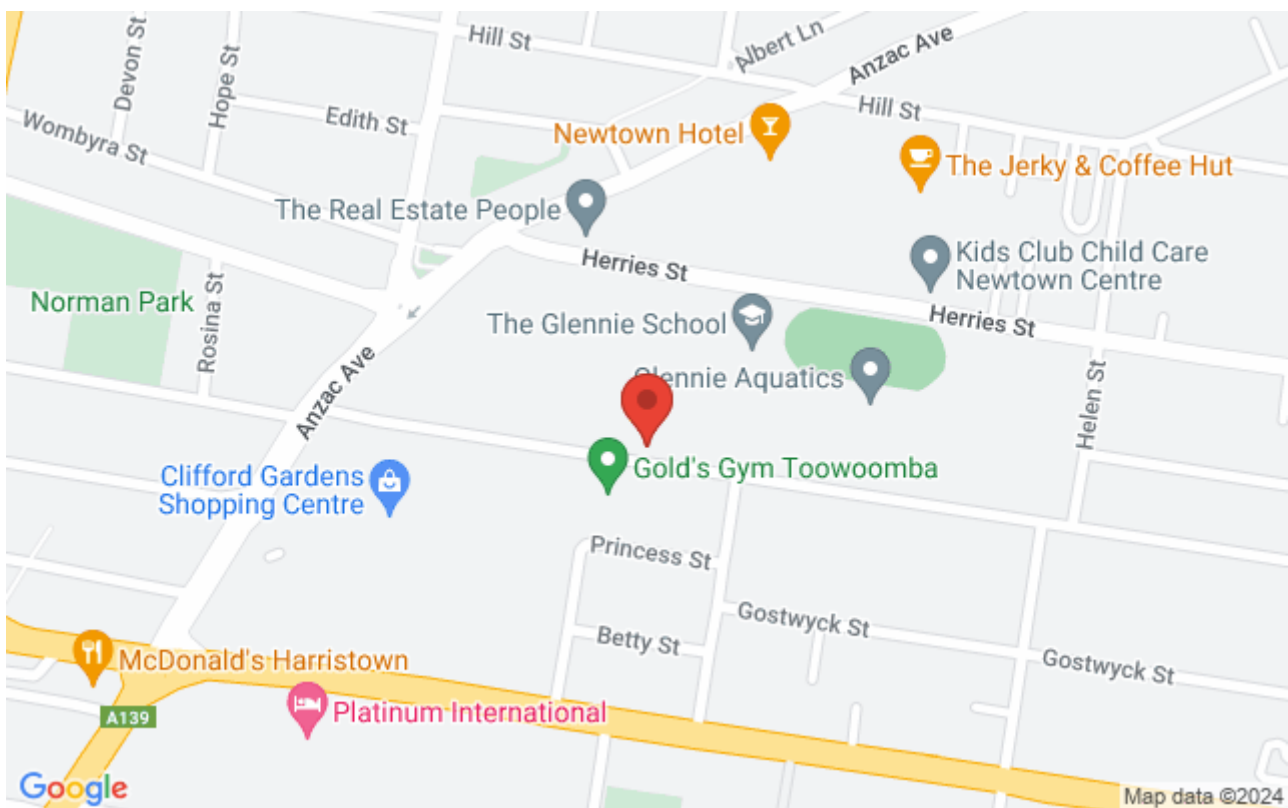 Devon St
Hope St
Hill St
Albert Ln
Anzac Ave
Hill St
Edith St
Wombyra St
Newtown Hotel
The Jerky & Coffee Hut
The Real Estate People
Herries St
Kids Club Child Care
Newtown Centre
Norman Park
Rosina St
The Glennie School
Herries St
Anzac Ave
Glennie Aquatics
Helen St
Clifford Gardens
Shopping Centre
Gold's Gym Toowoomba
Princess St
Gostwyck St
Betty St
Gostwyck St
McDonald's Harristown
A139
Platinum International
Google
Map data ©2024